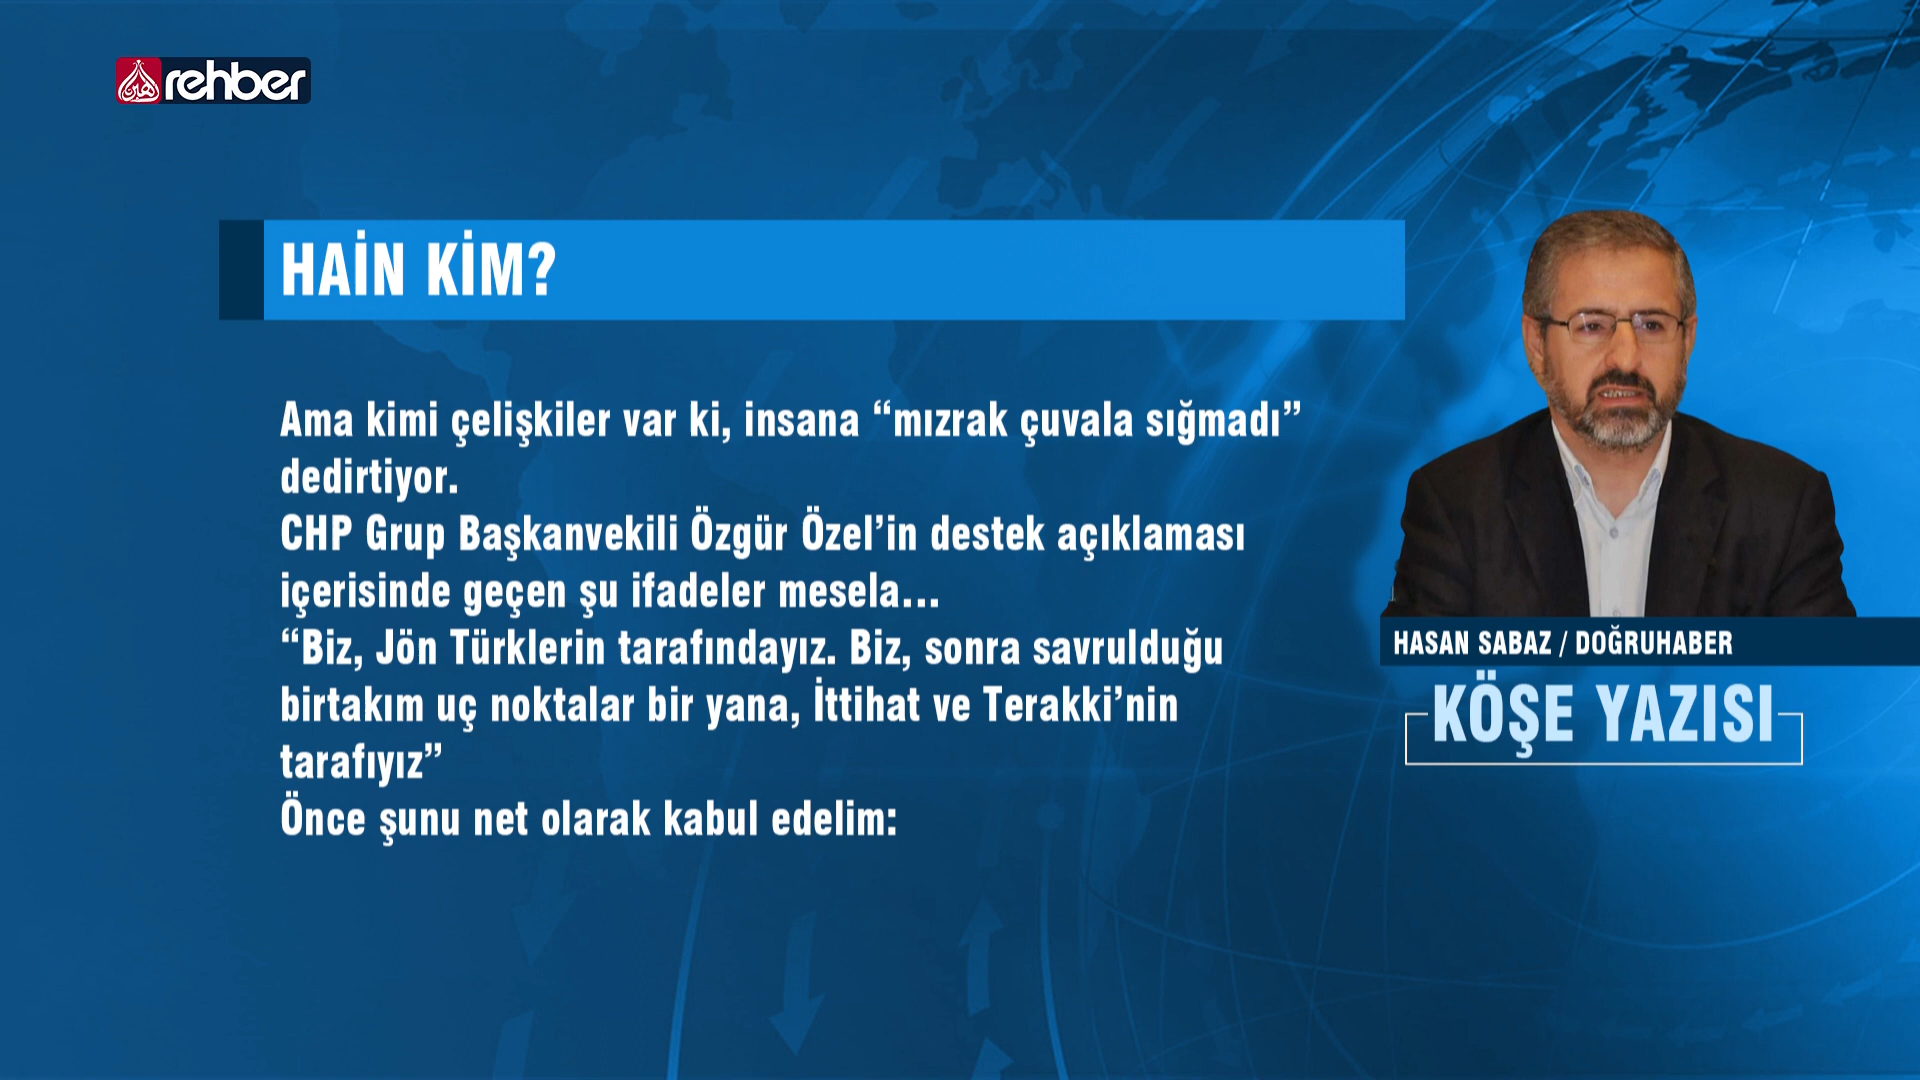 rehber
HAİN KİM?
Ama kimi çelişkiler var ki, insana “mızrak çuvala sığmadı”
dedirtiyor.
CHP Grup Başkanvekili Özgür Özel’in destek açıklaması
içerisinde geçen şu ifadeler mesela...
“Biz, Jön Türklerin tarafındayız. Biz, sonra savrulduğu
birtakım uç noktalar bir yana, İttihat ve Terakki’nin
tarafıyız”
Önce şunu net olarak kabul edelim:
HASAN SABAZ / DOĞRUHABER
KÖŞE YAZISI